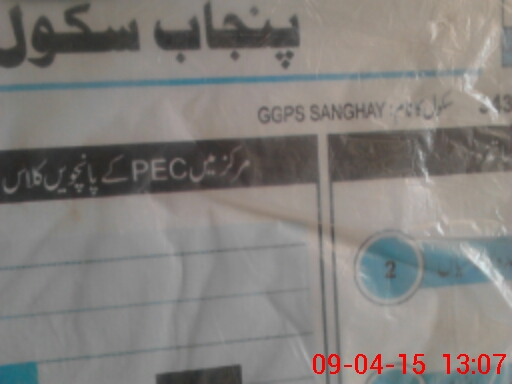 پنجاب سکول
سکول کا نام: GGPS SANGHAY
مرکز میں PEC کے پانچویں کلاس
2
09-04-15 13:07